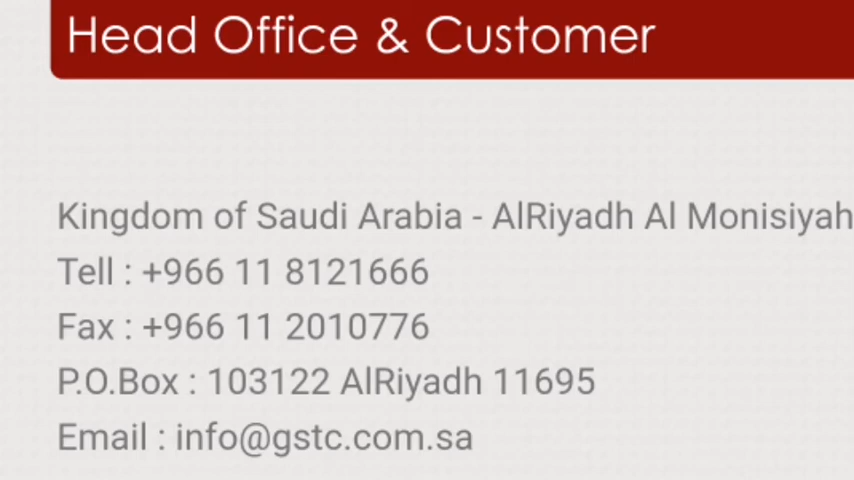 Head Office & Customer
Kingdom of Saudi Arabia - AlRiyadh Al Monisiyah
Tell : +966 11 8121666
Fax : +966 11 2010776
P.O.Box : 103122 AlRiyadh 11695
Email : info@gstc.com.sa